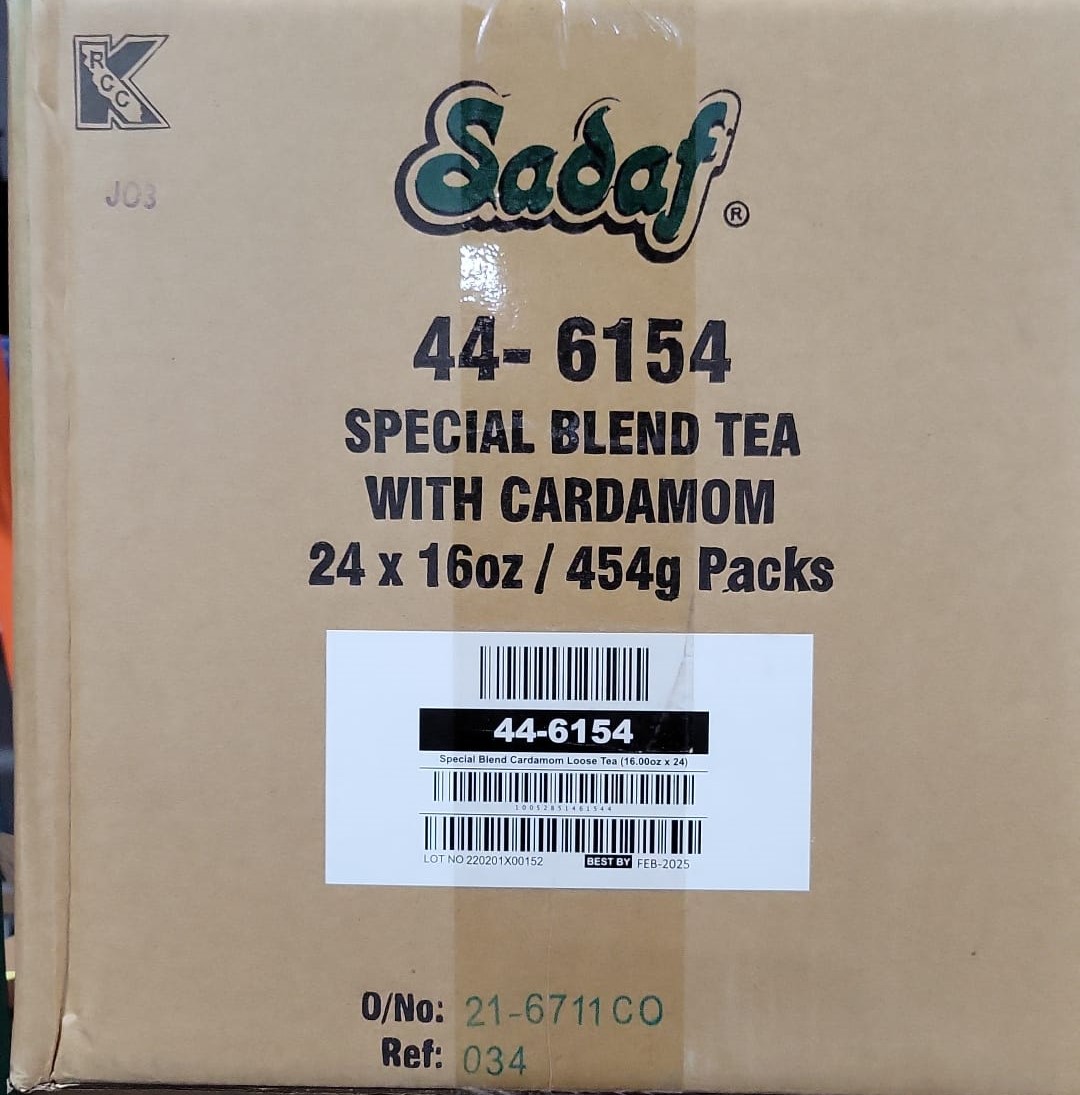 K
RCC
J03
Sadaf®
44- 6154
SPECIAL BLEND TEA
WITH CARDAMOM
24 x 16oz / 454g Packs
44-6154
Special Blend Cardamom Loose Tea (16.00oz x 24)
10052851461544
LOT NO 220201X00152 BEST BY FEB-2025
O/No: 21-6711CO
Ref: 034